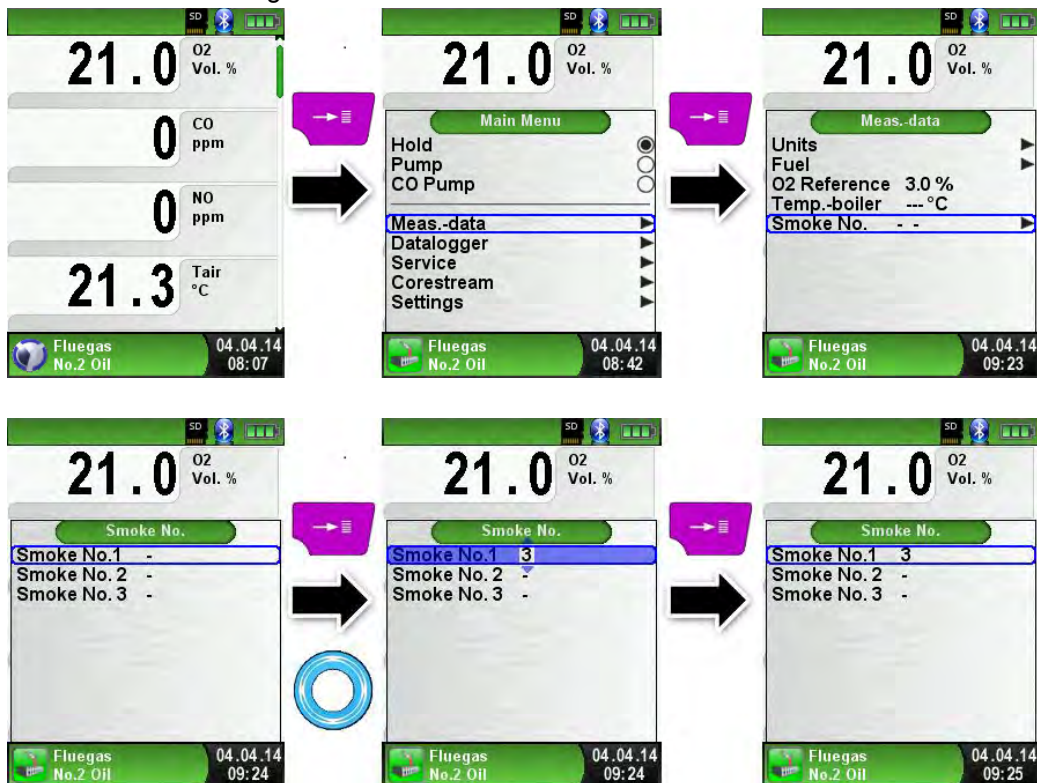 SD
21.0 O2 Vol. %
0 CO ppm
0 NO ppm
21.3 Tair °C
Fluegas 04.04.14
No.2 Oil 08:07
SD
21.0 O2 Vol. %
Main Menu
Hold
Pump
CO Pump
Meas.-data
Datalogger
Service
Corestream
Settings
Fluegas 04.04.14
No.2 Oil 08:42
SD
21.0 O2 Vol. %
Meas.-data
Units
Fuel
O2 Reference 3.0 %
Temp.-boiler --- °C
Smoke No. - -
Fluegas 04.04.14
No.2 Oil 09:23
SD
21.0 O2 Vol. %
Smoke No.
Smoke No.1 -
Smoke No. 2 -
Smoke No. 3 -
Fluegas 04.04.14
No.2 Oil 09:24
SD
21.0 O2 Vol. %
Smoke No.
Smoke No.1 3
Smoke No. 2 -
Smoke No. 3 -
Fluegas 04.04.14
No.2 Oil 09:24
SD
21.0 O2 Vol. %
Smoke No.
Smoke No.1 3
Smoke No. 2 -
Smoke No. 3 -
Fluegas 04.04.14
No.2 Oil 09:25